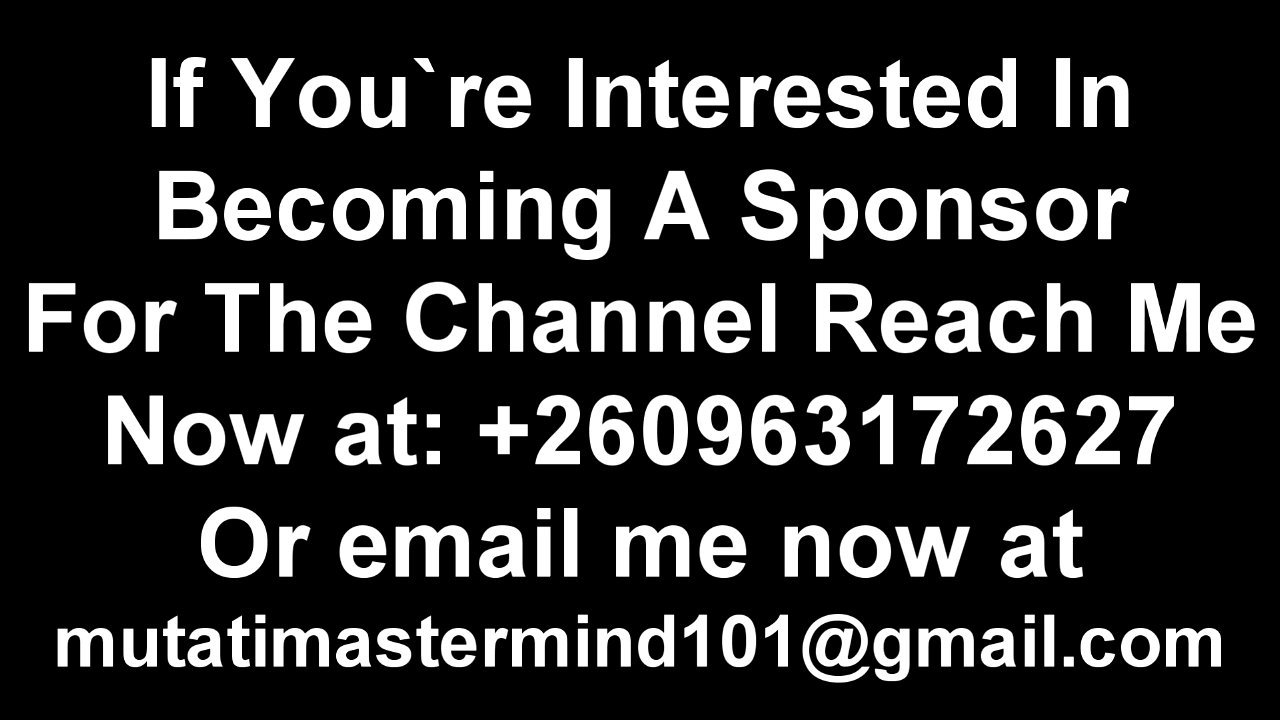 If You`re Interested In
Becoming A Sponsor
For The Channel Reach Me
Now at: +260963172627
Or email me now at
mutatimastermind101@gmail.com